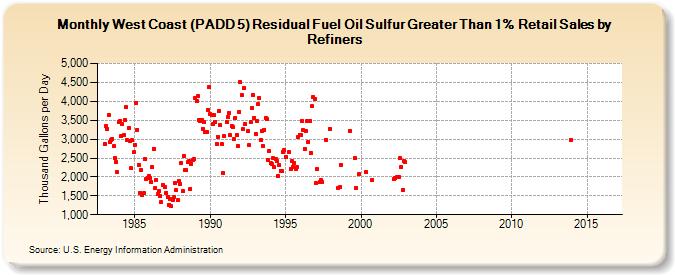 Monthly West Coast (PADD 5) Residual Fuel Oil Sulfur Greater Than 1% Retail Sales by
Refiners
Thousand Gallons per Day
5,000
4,500
4,000
3,500
3,000
2,500
2,000
1,500
1,000
1985 1990 1995 2000 2005 2010 2015
Source: U.S. Energy Information Administration